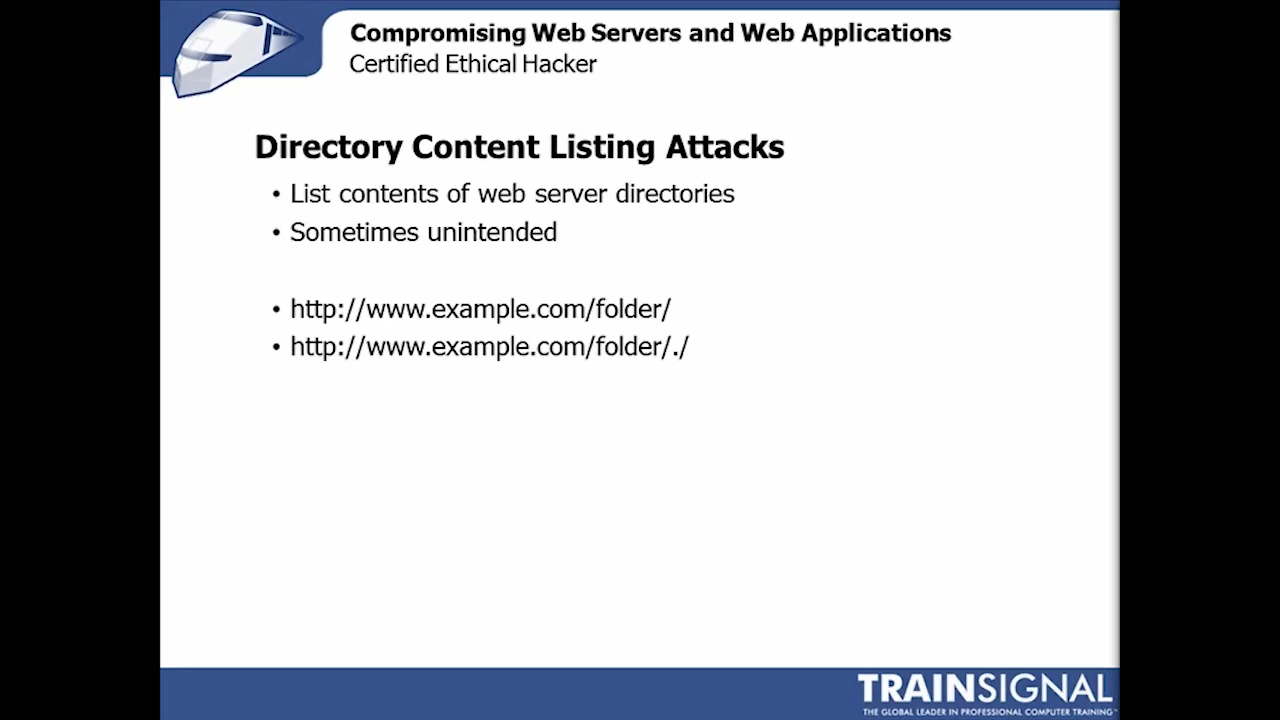 Compromising Web Servers and Web Applications
Certified Ethical Hacker
Directory Content Listing Attacks
• List contents of web server directories
• Sometimes unintended
• http://www.example.com/folder/
• http://www.example.com/folder/./
TRAINSIGNAL
THE GLOBAL LEADER IN PROFESSIONAL COMPUTER TRAINING